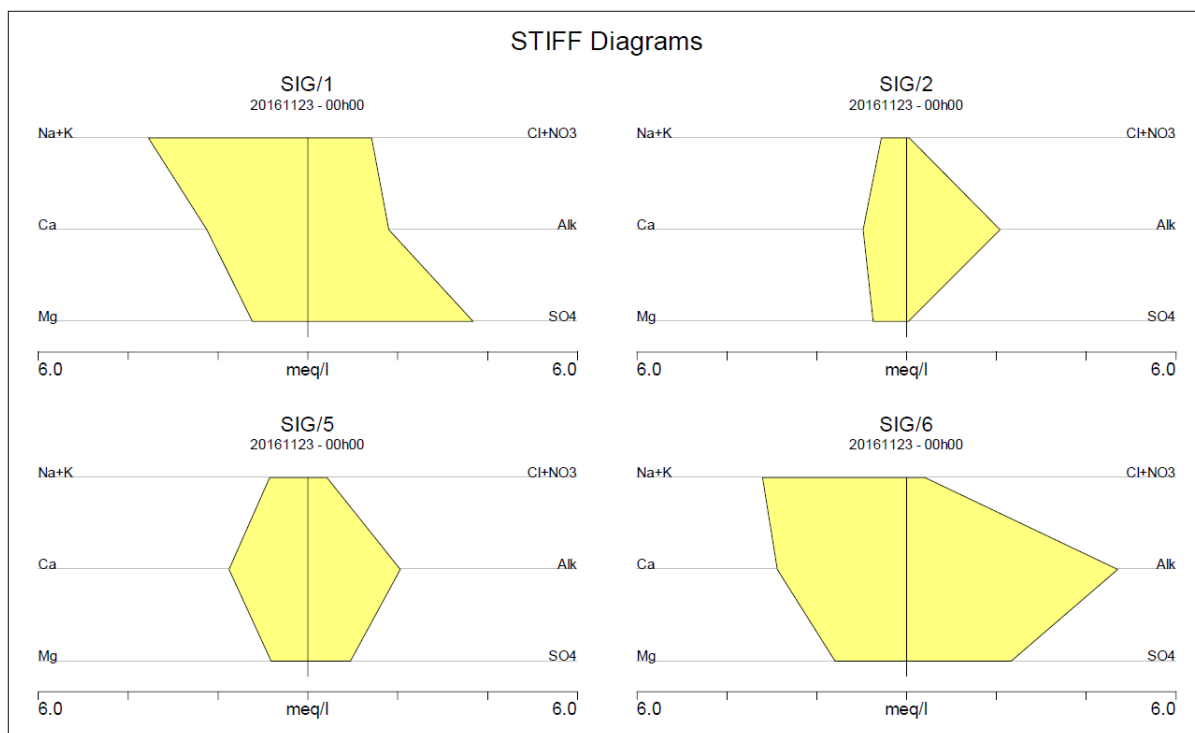 STIFF Diagrams
SIG/1
20161123 - 00h00
Na+K Cl+NO3
Ca Alk
Mg SO4
6.0 meq/l 6.0
SIG/2
20161123 - 00h00
Na+K Cl+NO3
Ca Alk
Mg SO4
6.0 meq/l 6.0
SIG/5
20161123 - 00h00
Na+K Cl+NO3
Ca Alk
Mg SO4
6.0 meq/l 6.0
SIG/6
20161123 - 00h00
Na+K Cl+NO3
Ca Alk
Mg SO4
6.0 meq/l 6.0